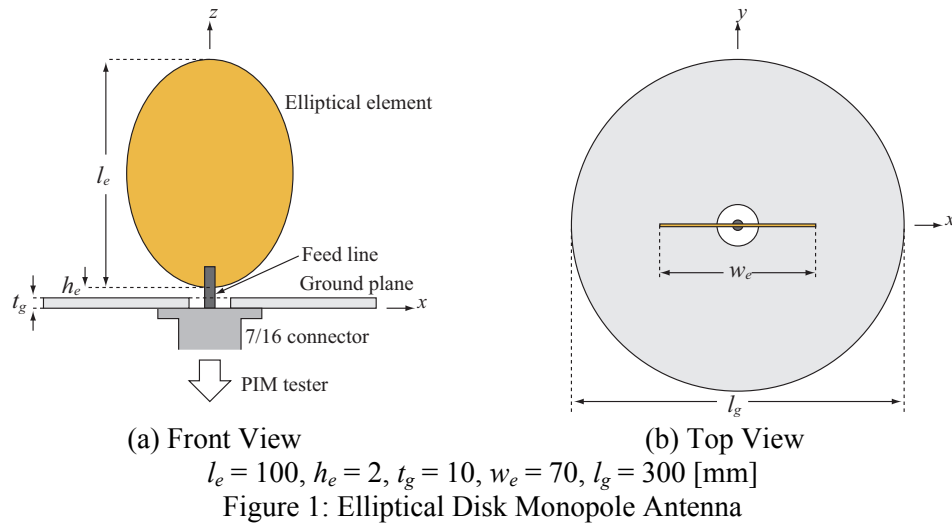 z
Elliptical element
l_e
Feed line
h_e
Ground plane
t_g
x
7/16 connector
PIM tester
(a) Front View
y
x
w_e
l_g
(b) Top View
l_e = 100, h_e = 2, t_g = 10, w_e = 70, l_g = 300 [mm]
Figure 1: Elliptical Disk Monopole Antenna